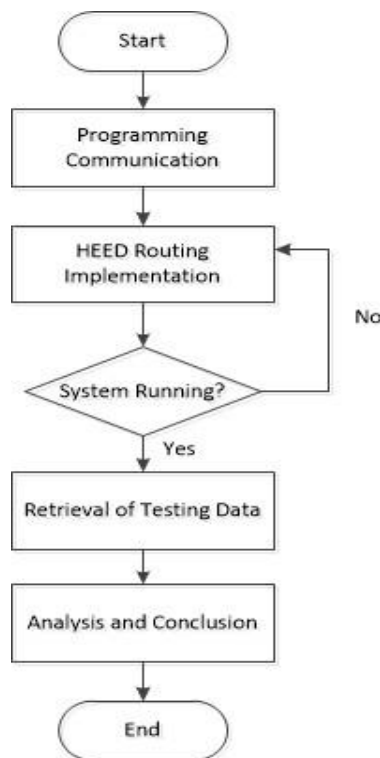 Start
Programming
Communication
HEED Routing
Implementation
No
System Running?
Yes
Retrieval of Testing Data
Analysis and Conclusion
End